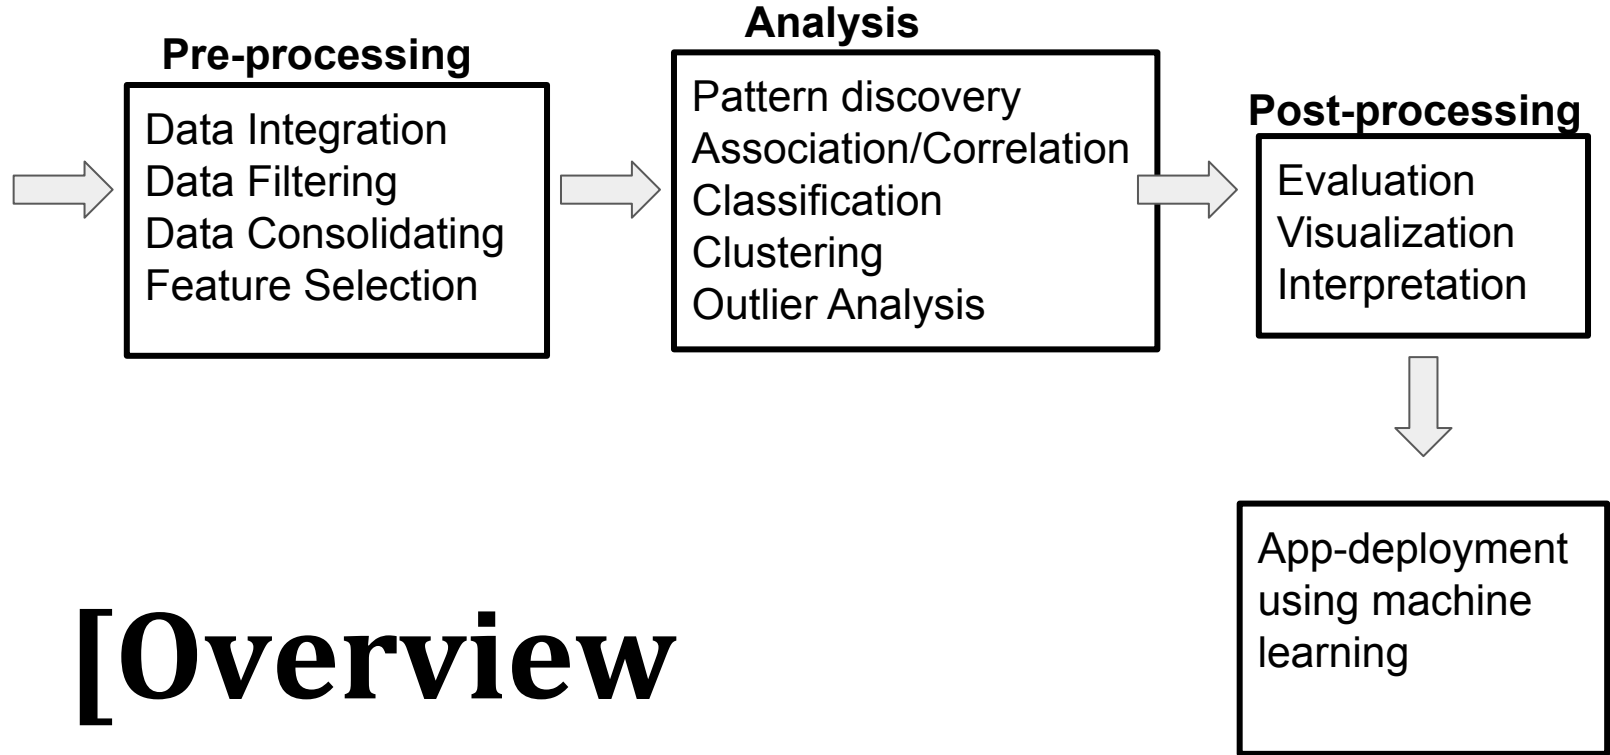 Pre-processing
Data Integration
Data Filtering
Data Consolidating
Feature Selection
Analysis
Pattern discovery
Association/Correlation
Classification
Clustering
Outlier Analysis
Post-processing
Evaluation
Visualization
Interpretation
App-deployment
using machine
learning
[Overview